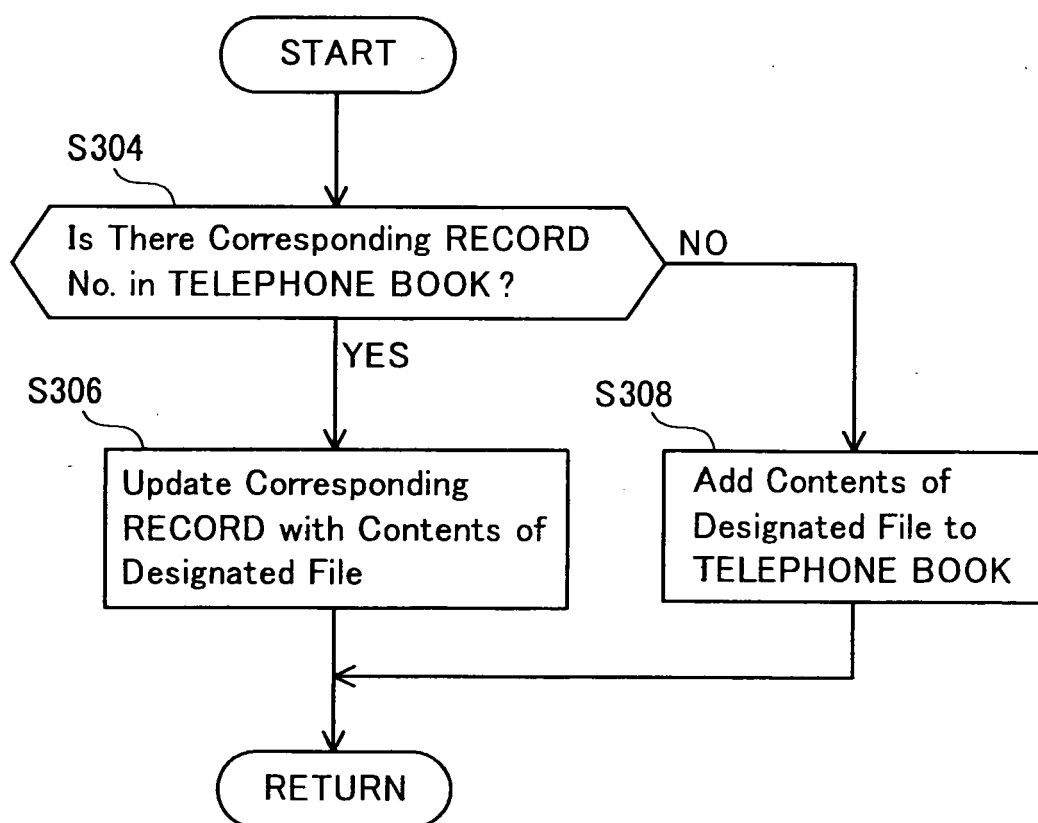 START
S304
Is There Corresponding RECORD
No. in TELEPHONE BOOK?
NO
YES
S306
Update Corresponding
RECORD with Contents of
Designated File
S308
Add Contents of
Designated File to
TELEPHONE BOOK
RETURN